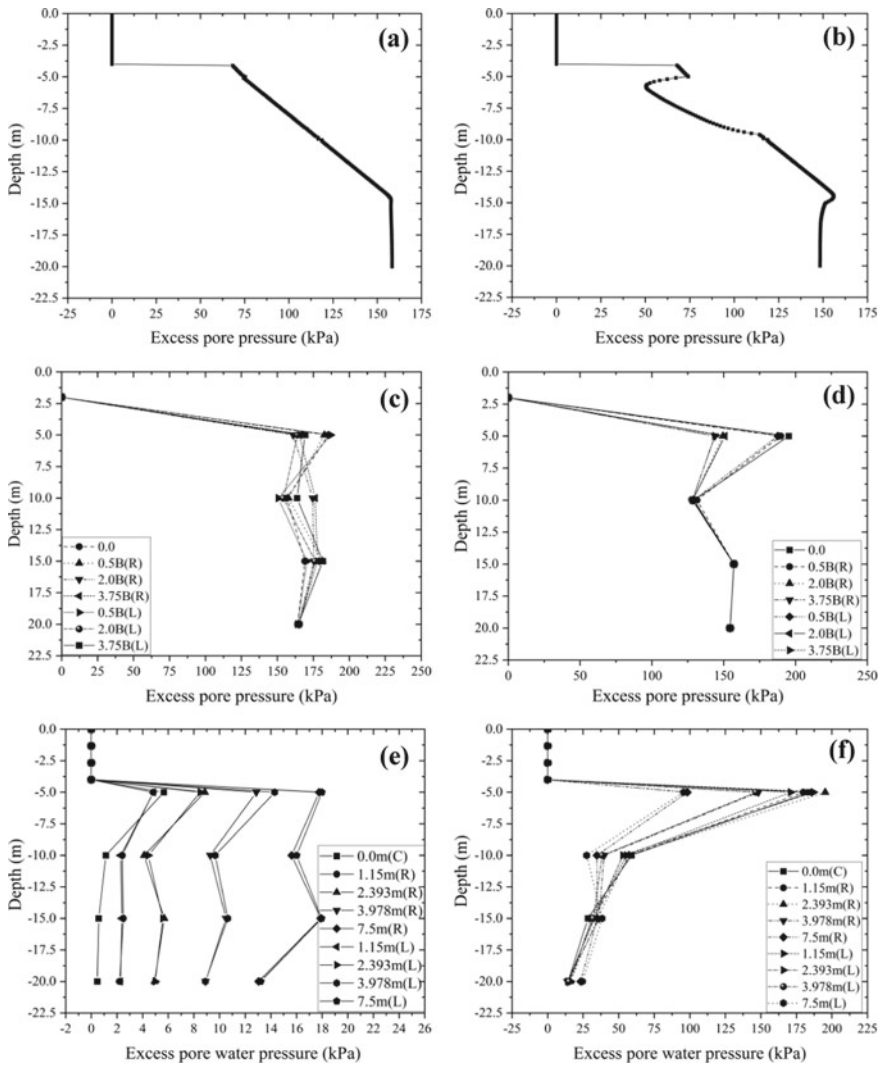 (a)
0.0
-2.5
-5.0
-7.5
-10.0
-12.5
-15.0
-17.5
-20.0
-22.5
Depth (m)
-25 0 25 50 75 100 125 150 175
Excess pore pressure (kPa)
(b)
0.0
-2.5
-5.0
-7.5
-10.0
-12.5
-15.0
-17.5
-20.0
-22.5
Depth (m)
-25 0 25 50 75 100 125 150 175
Excess pore pressure (kPa)
(c)
0.0
2.5
5.0
7.5
10.0
12.5
15.0
17.5
20.0
22.5
Depth (m)
0.0
0.5B(R)
2.0B(R)
3.75B(R)
0.5B(L)
2.0B(L)
3.75B(L)
0 25 50 75 100 125 150 175 200 225 250
Excess pore pressure (kPa)
(d)
0.0
2.5
5.0
7.5
10.0
12.5
15.0
17.5
20.0
22.5
Depth (m)
0.0
0.5B(R)
2.0B(R)
3.75B(R)
0.5B(L)
2.0B(L)
3.75B(L)
0 50 100 150 200 250
Excess pore pressure (kPa)
(e)
0.0
-2.5
-5.0
-7.5
-10.0
-12.5
-15.0
-17.5
-20.0
-22.5
Depth (m)
0.0m(C)
1.15m(R)
2.393m(R)
3.978m(R)
7.5m(R)
1.15m(L)
2.393m(L)
3.978m(L)
7.5m(L)
-2 0 2 4 6 8 10 12 14 16 18 20 22 24 26
Excess pore water pressure (kPa)
(f)
0.0
-2.5
-5.0
-7.5
-10.0
-12.5
-15.0
-17.5
-20.0
-22.5
Depth (m)
0.0m(C)
1.15m(R)
2.393m(R)
3.978m(R)
7.5m(R)
1.15m(L)
2.393m(L)
3.978m(L)
7.5m(L)
-25 0 25 50 75 100 125 150 175 200 225
Excess pore water pressure (kPa)